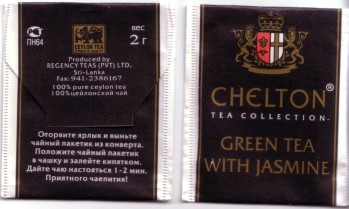 ПН64
CEYLON TEA
вес
2 г
Produced by
REGENCY TEAS (PVT) LTD.
Sri-Lanka
Fax: 941-2386167
100% pure ceylon tea
100% цейлонский чай
Оторвите ярлык и выньте
чайный пакетик из конверта.
Положите чайный пакетик
в чашку и залейте кипятком.
Дайте чаю настояться 1-2 мин.
Приятного чаепития!
CHELTON®
TEA COLLECTION
GREEN TEA
WITH JASMINE